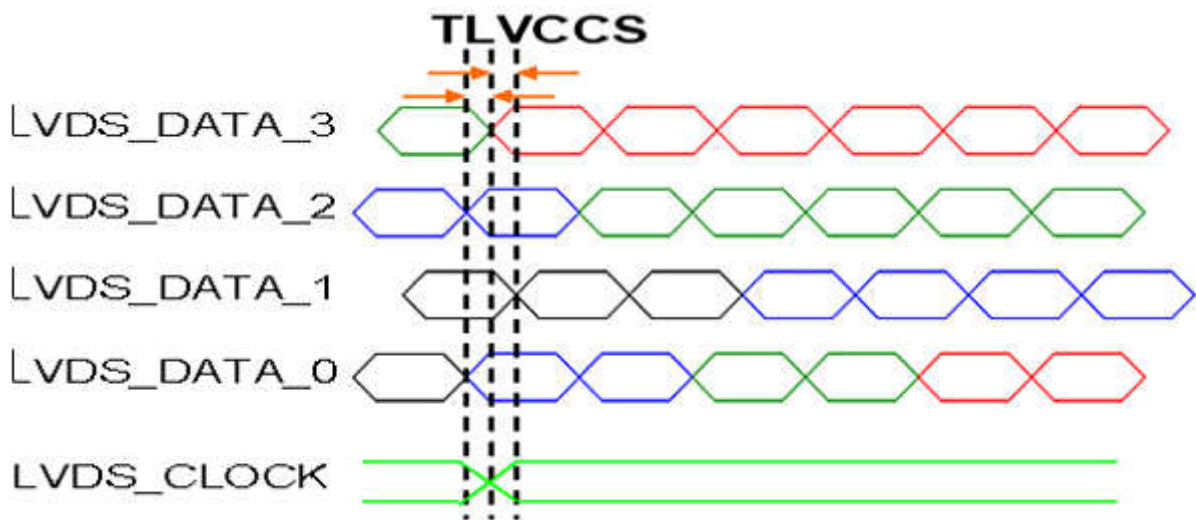 TLVCCS
LVDS_DATA_3
LVDS_DATA_2
LVDS_DATA_1
LVDS_DATA_0
LVDS_CLOCK